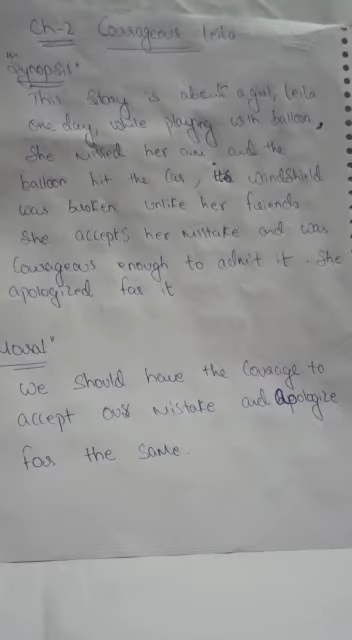 Ch-2 Courageous leila
"Synopsis"
This story is about a girl, leila
one day, while playing with balloon,
She missed her aim and the
balloon hit the car, its windshield
was broken unlike her friends
She accepts her mistake and was
Courageous enough to admit it. She
apologized for it
Moral"
We should have the Courage to
accept our mistake and Apologize
for the same.